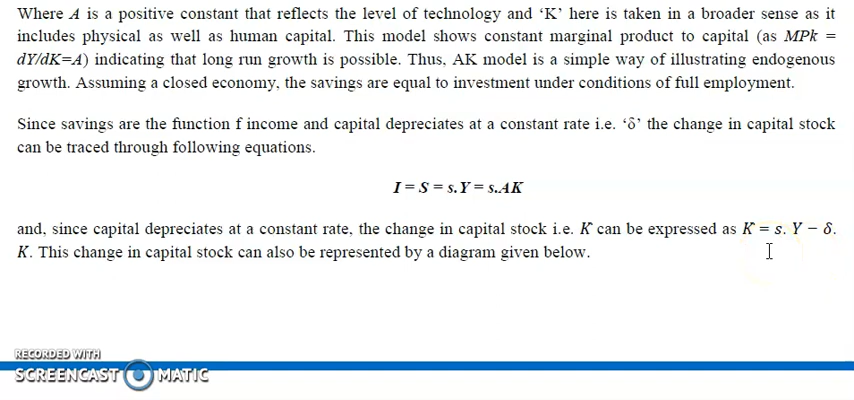 Where A is a positive constant that reflects the level of technology and ‘K’ here is taken in a broader sense as it
includes physical as well as human capital. This model shows constant marginal product to capital (as MPk =
dY/dK=A) indicating that long run growth is possible. Thus, AK model is a simple way of illustrating endogenous
growth. Assuming a closed economy, the savings are equal to investment under conditions of full employment.
Since savings are the function f income and capital depreciates at a constant rate i.e. ‘δ’ the change in capital stock
can be traced through following equations.
I = S = s.Y = s..AK
and, since capital depreciates at a constant rate, the change in capital stock i.e. K̇ can be expressed as K̇ = s. Y − δ.
K. This change in capital stock can also be represented by a diagram given below.
RECORDED WITH
SCREENCAST MATIC